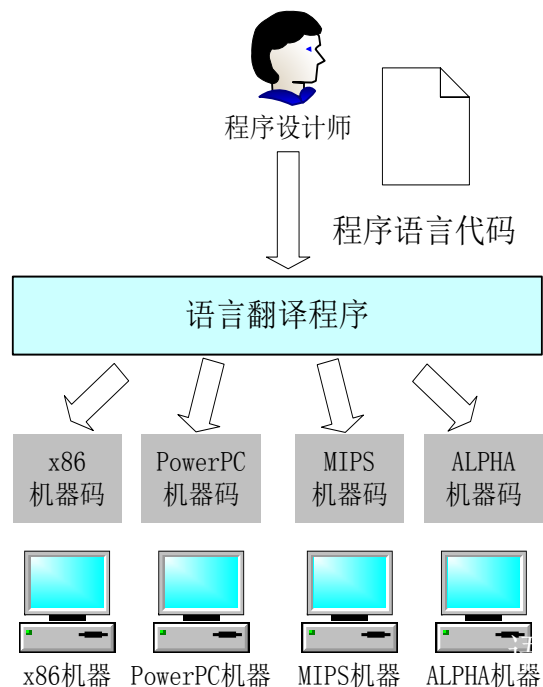 程序设计师
程序语言代码
语言翻译程序
x86
机器码
PowerPC
机器码
MIPS
机器码
ALPHA
机器码
x86机器 PowerPC机器 MIPS机器 ALPHA机器